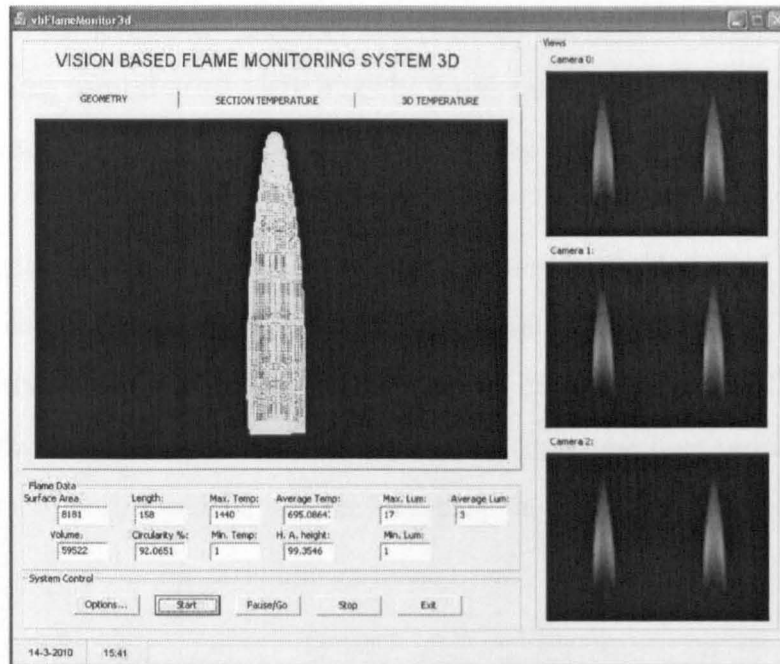 vbFlameMonitor3d
VISION BASED FLAME MONITORING SYSTEM 3D
GEOMETRY SECTION TEMPERATURE 3D TEMPERATURE
Views
Camera 0:
Camera 1:
Camera 2:
Flame Data
Surface Area: Length: Max. Temp: Average Temp: Max. Lum: Average Lum:
8181 158 1440 695.0864 17 3
Volume: Circularity %: Min. Temp: H. A. height: Min. Lum:
59522 92.0651 1 99.3546 1
System Control
Options... Start Pause/Go Stop Exit
14-3-2010 15:41